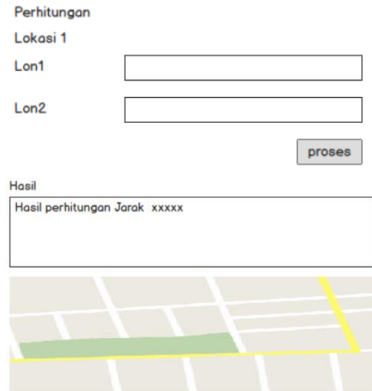 Perhitungan
Lokasi 1
Lon1
Lon2
proses
Hasil
Hasil perhitungan Jarak xxxxx